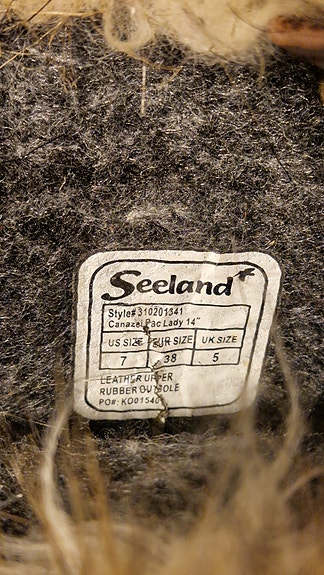 Seeland
Style# 310201341
Canazei Pac Lady 14"
US SIZE EUR SIZE UK SIZE
7 38 5
LEATHER UPPER
RUBBER OUTSOLE
PO#: KO01540